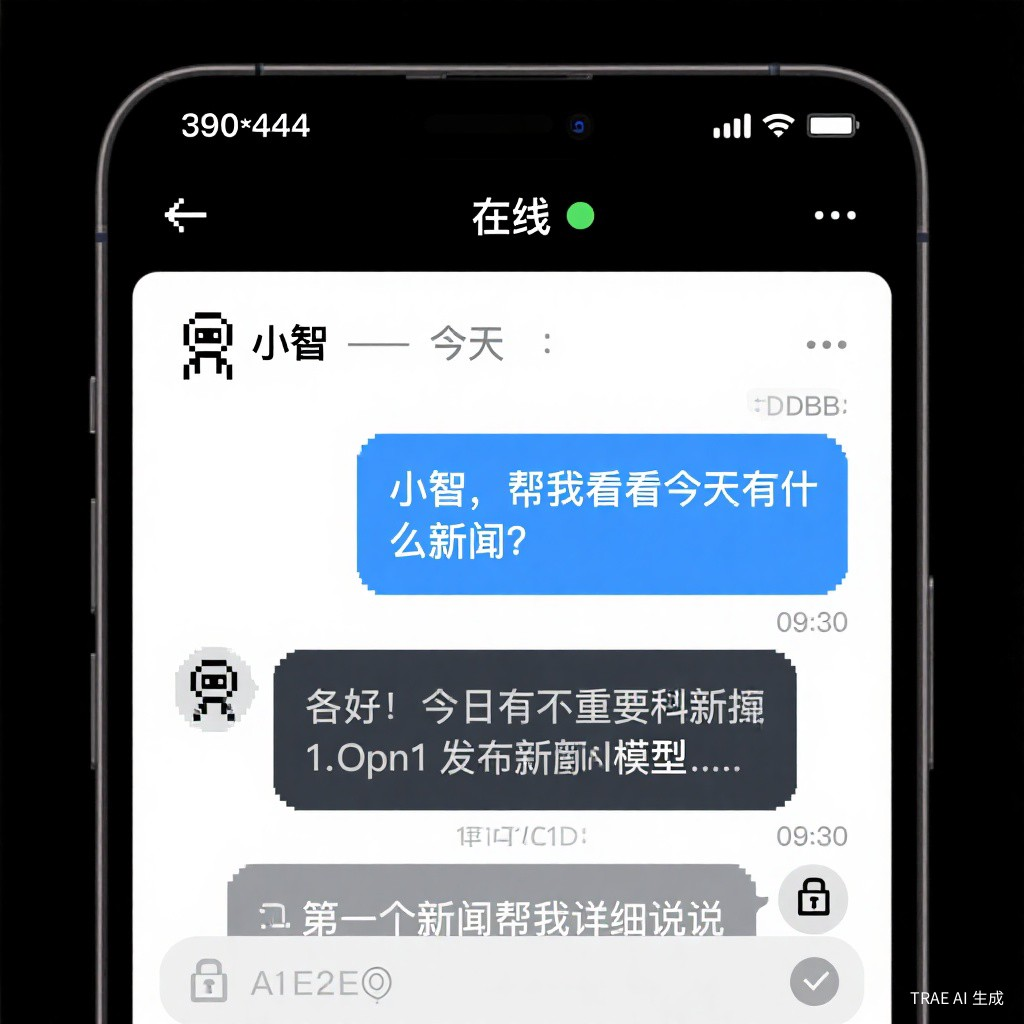 390*444
在线
小智 —— 今天 :
DDBB:
小智，帮我看看今天有什
么新闻？
09:30
各好！今日有不重要科新
1.Opn1 发布新 模型.....
09:30
第一个新闻帮我详细说说
A1E2E
TRAE AI 生成